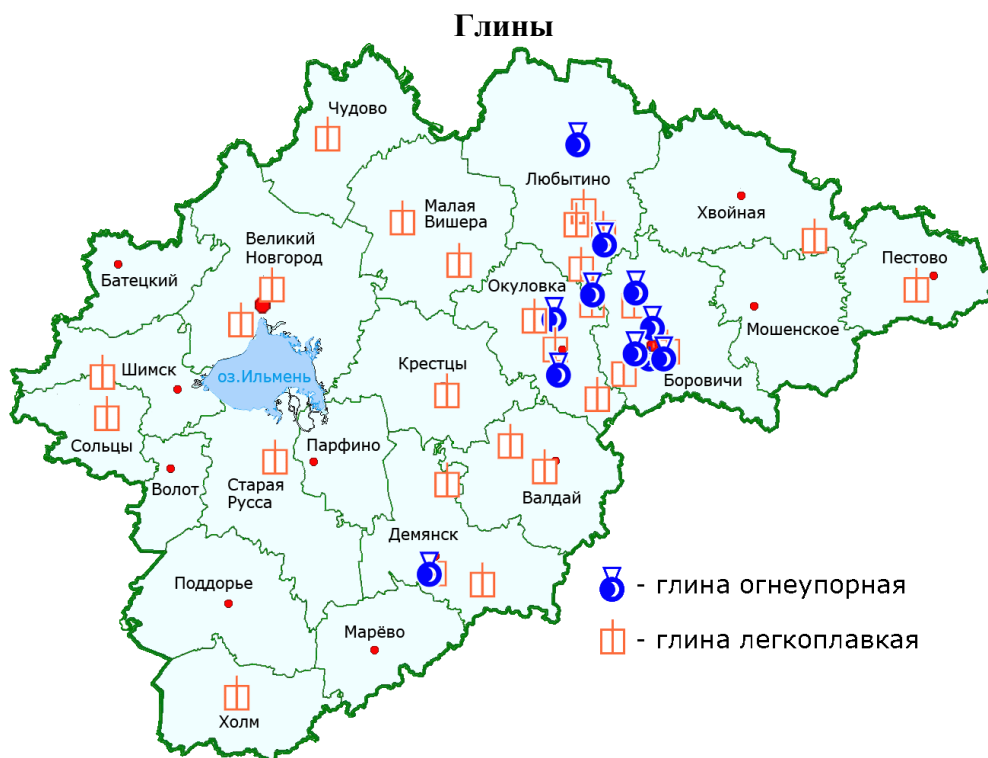 Глины
Чудово
Любытино
Малая
Вишера
Хвойная
Великий
Новгород
Батецкий
Пестово
Окуловка
Мошенское
Шимск
оз.Ильмень
Крестцы
Боровичи
Сольцы
Парфино
Волот
Старая
Русса
Валдай
Демянск
Поддорье
- глина огнеупорная
Марёво
- глина легкоплавкая
Холм